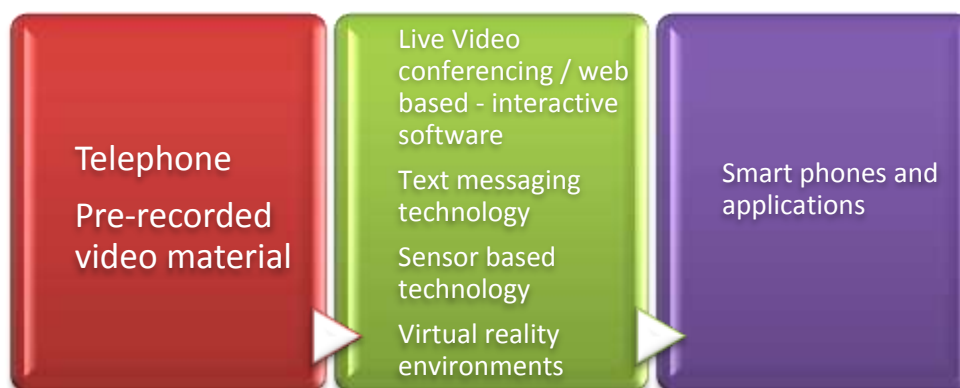 Telephone
Pre-recorded
video material
Live Video
conferencing / web
based - interactive
software
Text messaging
technology
Sensor based
technology
Virtual reality
environments
Smart phones and
applications